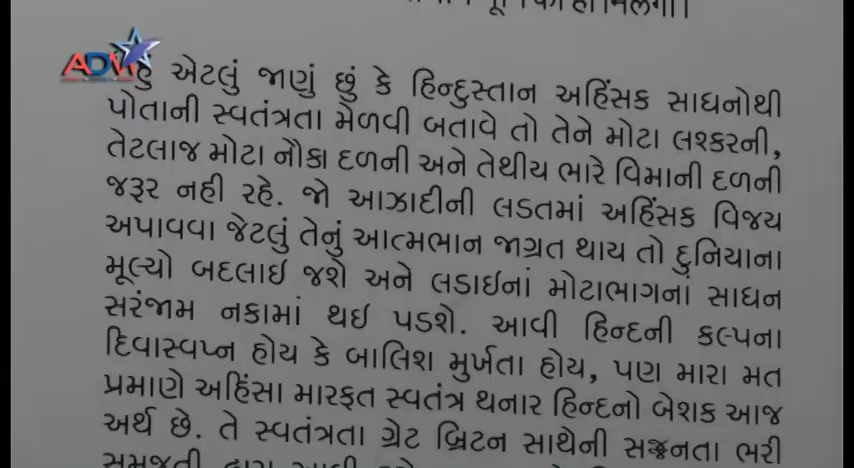 ADW
હું એટલું જાણું છું કે હિન્દુસ્તાન અહિંસક સાધનોથી
પોતાની સ્વતંત્રતા મેળવી બતાવે તો તેને મોટા લશ્કરની,
તેટલાજ મોટા નૌકા દળની અને તેથીય ભારે વિમાની દળની
જરૂર નહી રહે. જો આઝાદીની લડતમાં અહિંસક વિજય
અપાવવા જેટલું તેનું આત્મભાન જાગ્રત થાય તો દુનિયાના
મૂલ્યો બદલાઇ જશે અને લડાઇનાં મોટાભાગનાં સાધન
સરંજામ નકામાં થઇ પડશે. આવી હિન્દની કલ્પના
દિવાસ્વપ્ન હોય કે બાલિશ મુર્ખતા હોય, પણ મારા મત
પ્રમાણે અહિંસા મારફત સ્વતંત્ર થનાર હિન્દનો બેશક આજ
અર્થ છે. તે સ્વતંત્રતા ગ્રેટ બ્રિટન સાથેની સજ્જનતા ભરી